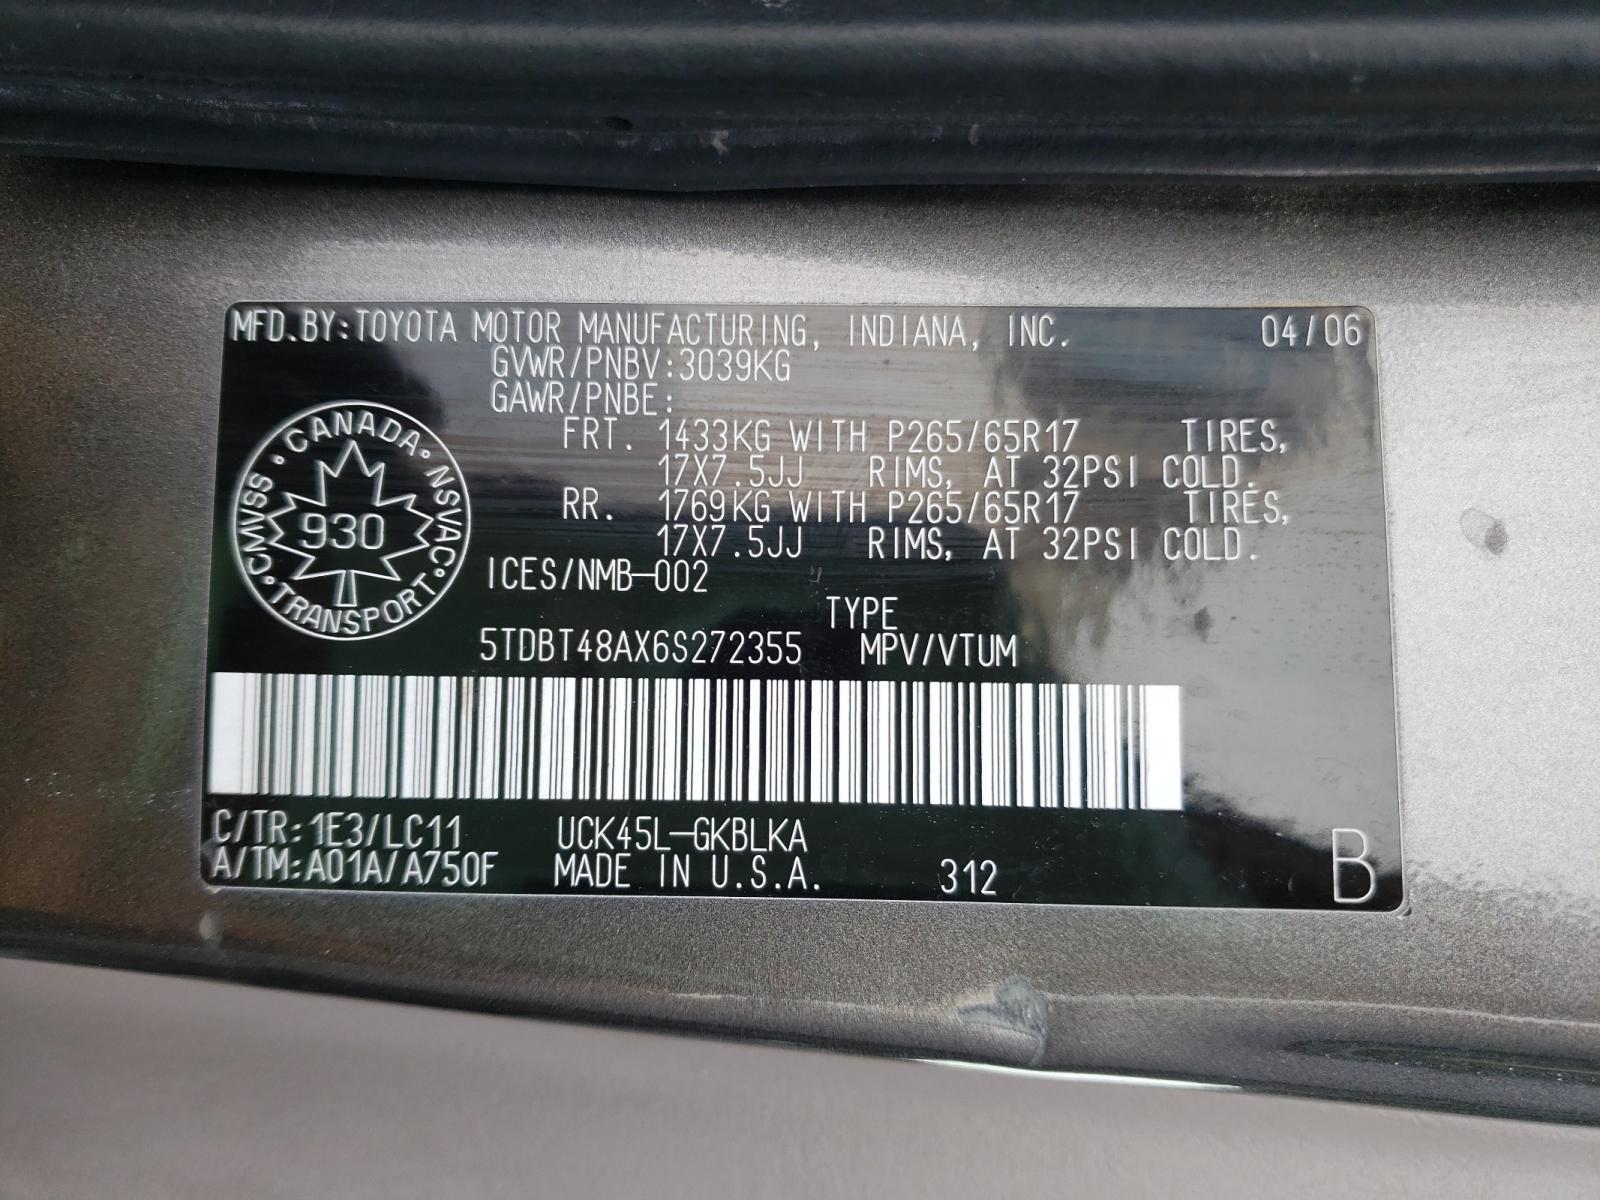 MFD.BY:TOYOTA MOTOR MANUFACTURING, INDIANA, INC. 04/06
GVWR/PNBV:3039KG
GAWR/PNBE:
FRT. 1433KG WITH P265/65R17 TIRES,
17X7.5JJ RIMS, AT 32PSI COLD.
RR. 1769KG WITH P265/65R17 TIRES,
17X7.5JJ RIMS, AT 32PSI COLD.
CMVSS · CANADA · NSVAC ·
930
TRANSPORT
ICES/NMB-002
TYPE
5TDBT48AX6S272355 MPV/VTUM
C/TR:1E3/LC11 UCK45L-GKBLKA
A/TM:A01A/A750F MADE IN U.S.A. 312 B